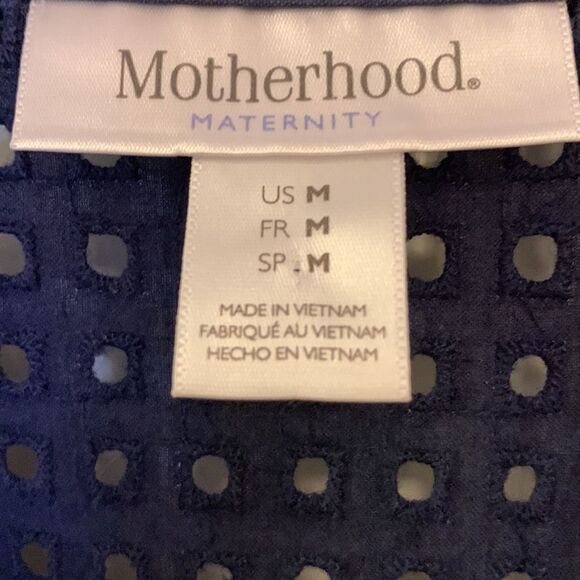 Motherhood®
MATERNITY
US M
FR M
SP M
MADE IN VIETNAM
FABRIQUÉ AU VIETNAM
HECHO EN VIETNAM